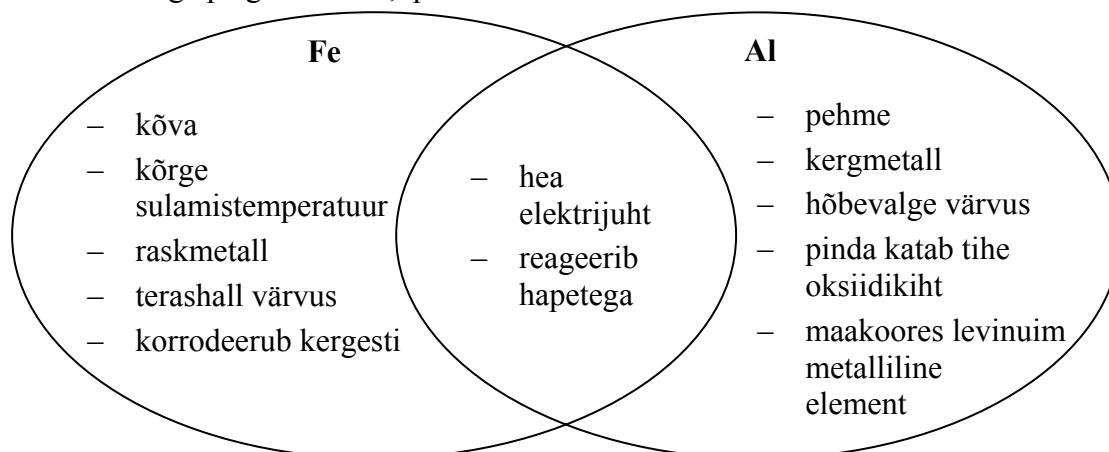 Fe
– kõva
– kõrge
sulamistemperatuur
– raskmetall
– terashall värvus
– korrodeerub kergesti
– hea
elektrijuht
– reageerib
hapetega
Al
– pehme
– kergmetall
– hõbevalge värvus
– pinda katab tihe
oksiidikiht
– maakoores levinuim
metalliline
element